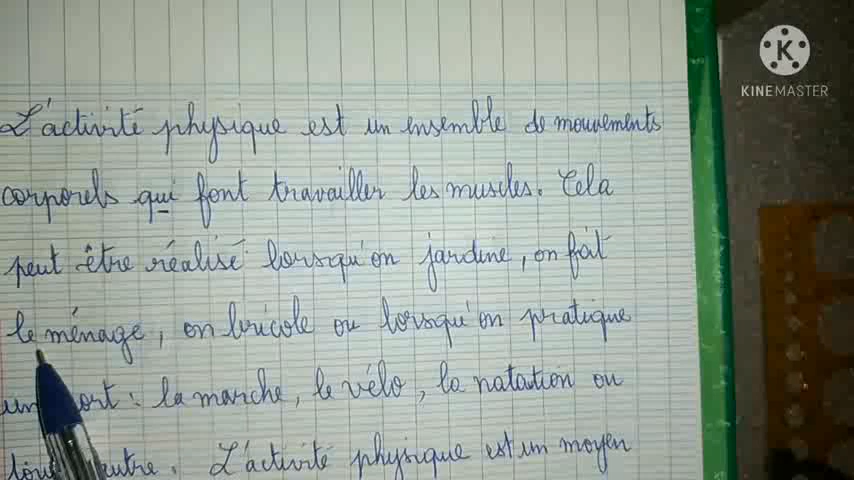 L'activité physique est un ensemble de mouvements
corporels qui font travailler les muscles. Cela
peut être réalisé lorsqu'on jardine, on fait
le ménage, on bricole ou lorsqu'on pratique
un : la marche, le vélo, la natation ou
L'activité physique est un moyen
KINEMASTER